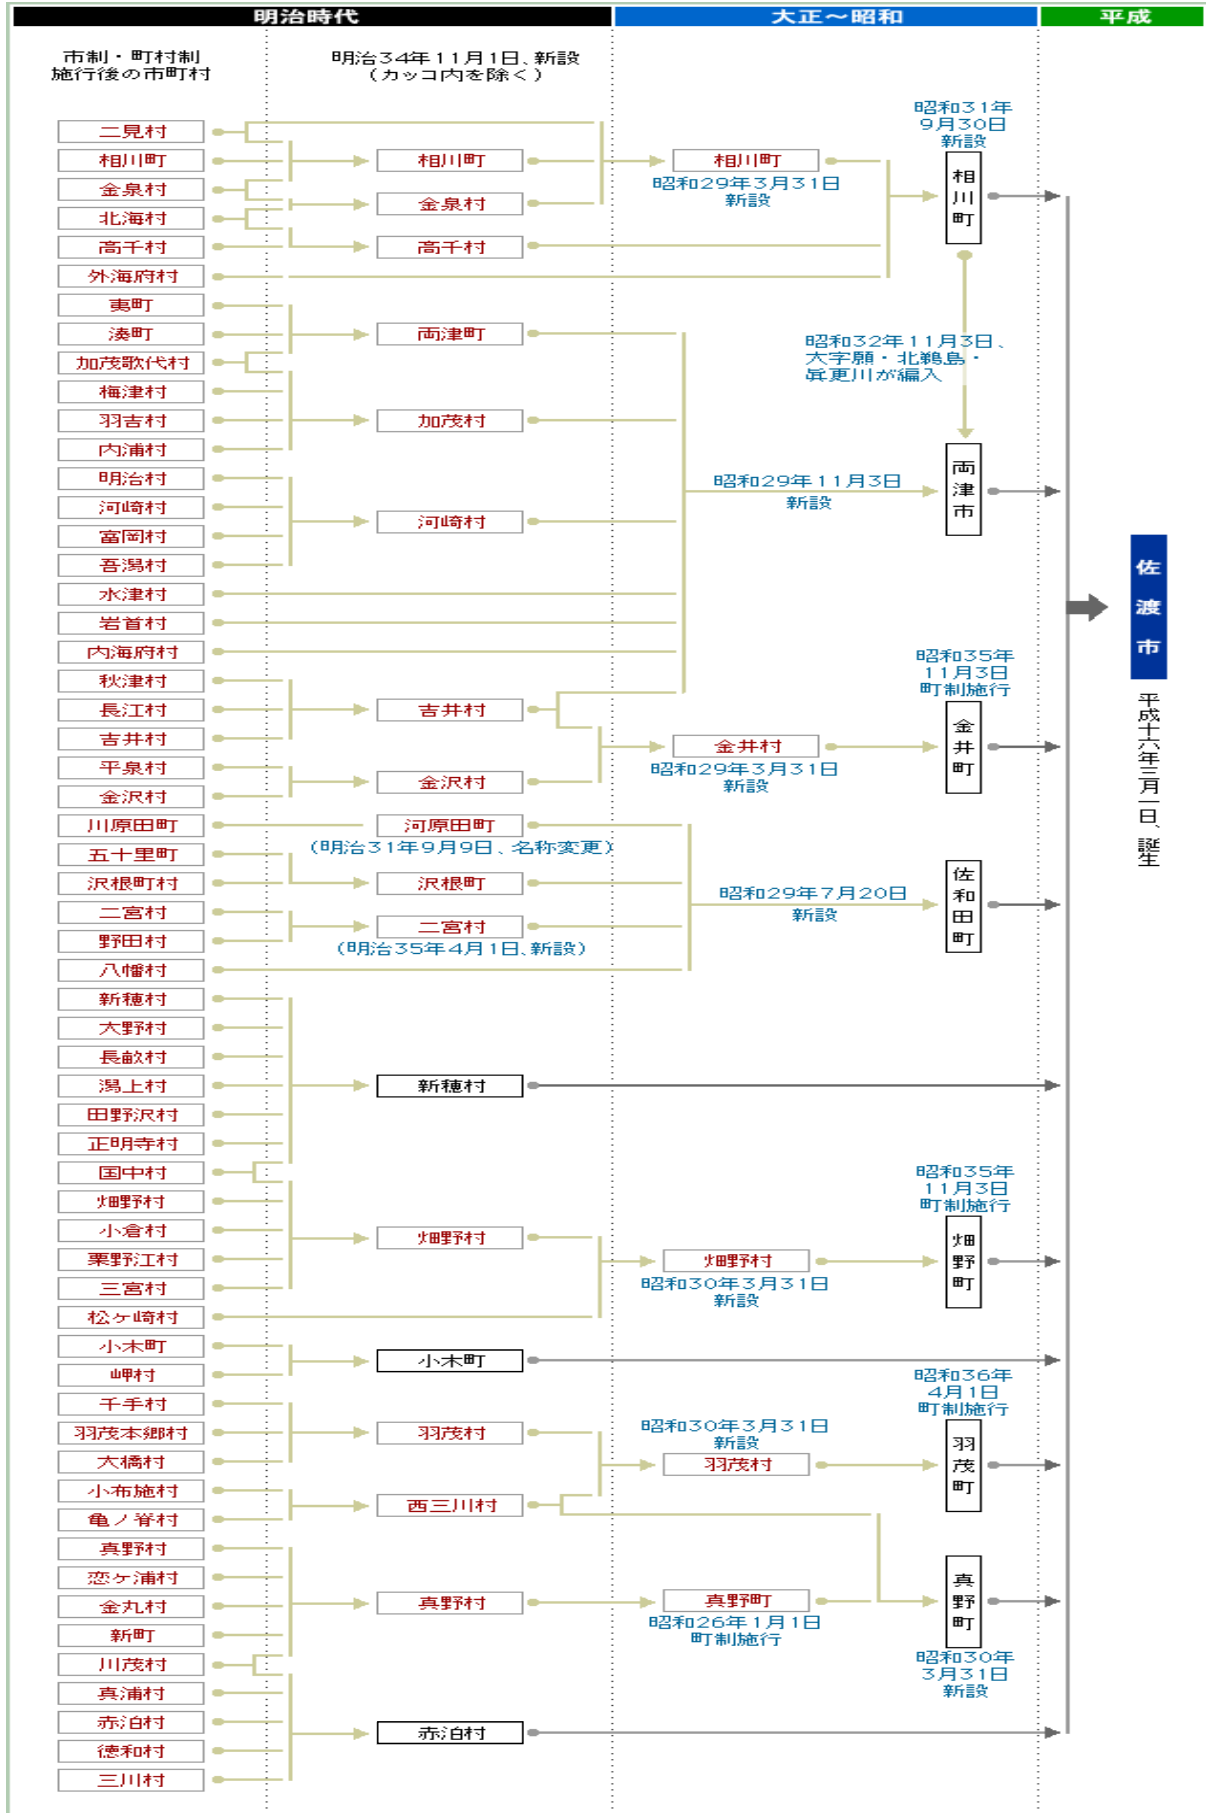 明治時代
大正～昭和
平成
市制・町村制
施行後の市町村
明治34年11月1日、新設
(カッコ内を除く)
二見村
相川町
金泉村
北海村
高千村
外海府村
夷町
湊町
加茂歌代村
梅津村
羽吉村
内浦村
明治村
河崎村
富岡村
吾潟村
水津村
岩首村
内海府村
秋津村
長江村
吉井村
平泉村
金沢村
川原田町
五十里町
沢根町村
二宮村
野田村
八幡村
新穂村
大野村
長畝村
潟上村
田野沢村
正明寺村
国中村
畑野村
小倉村
栗野江村
三宮村
松ヶ崎村
小木町
岬村
千手村
羽茂本郷村
大橋村
小布施村
亀ノ脊村
真野村
恋ヶ浦村
金丸村
新町
川茂村
真浦村
赤泊村
徳和村
三川村
相川町
金泉村
高千村
両津町
加茂村
河崎村
吉井村
金沢村
河原田町
(明治31年9月9日、名称変更)
沢根町
二宮村
(明治35年4月1日、新設)
新穂村
畑野村
小木町
羽茂村
西三川村
真野村
赤泊村
相川町
昭和29年3月31日
新設
昭和29年11月3日
新設
金井村
昭和29年3月31日
新設
昭和29年7月20日
新設
畑野村
昭和30年3月31日
新設
昭和30年3月31日
新設
羽茂村
真野町
昭和26年1月1日
町制施行
昭和31年
9月30日
新設
相川町
昭和32年11月3日、
大字願・北鵜島・
眞更川が編入
両津市
昭和35年
11月3日
町制施行
金井町
佐和田町
昭和35年
11月3日
町制施行
畑野町
昭和36年
4月1日
町制施行
羽茂町
真野町
昭和30年
3月31日
新設
佐渡市
平成十六年三月一日、誕生